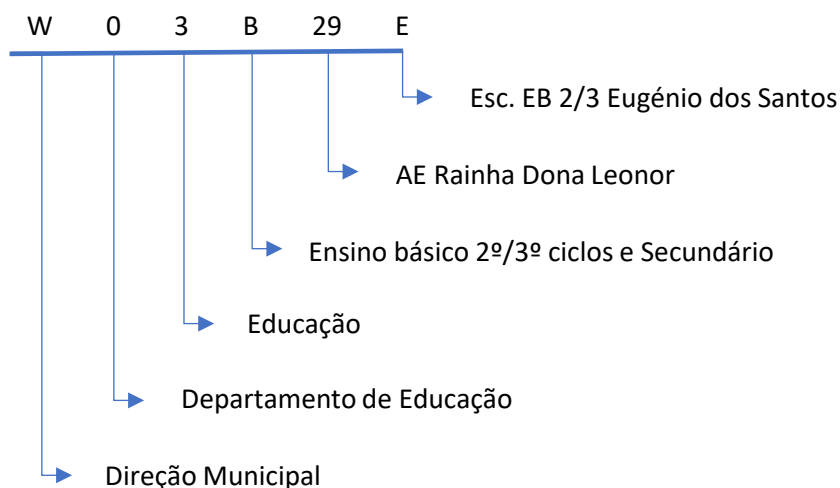 W 0 3 B 29 E
Esc. EB 2/3 Eugénio dos Santos
AE Rainha Dona Leonor
Ensino básico 2º/3º ciclos e Secundário
Educação
Departamento de Educação
Direção Municipal